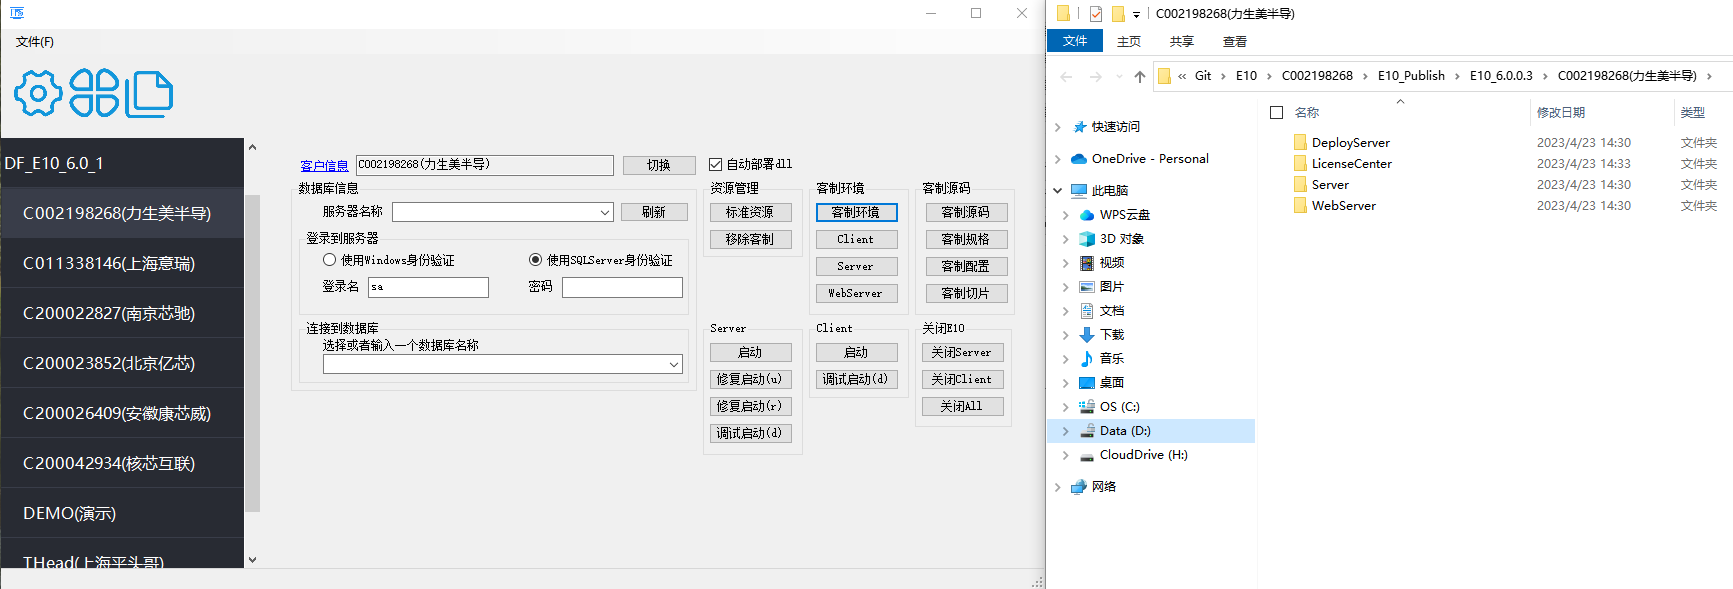 文件(F)
DF_E10_6.0_1
C002198268(力生美半导)
C011338146(上海意瑞)
C200022827(南京芯驰)
C200023852(北京亿芯)
C200026409(安徽康芯威)
C200042934(核芯互联)
DEMO(演示)
THead(上海平头哥)
客户信息 C002198268(力生美半导) 切换 自动部署dll
数据库信息
服务器名称 刷新
登录到服务器
使用Windows身份验证 使用SQLServer身份验证
登录名 sa 密码
连接到数据库
选择或者输入一个数据库名称
资源管理
标准资源
移除客制
客制环境
客制环境
Client
Server
WebServer
客制源码
客制源码
客制规格
客制配置
客制切片
Server
启动
修复启动(u)
修复启动(r)
调试启动(d)
Client
启动
调试启动(d)
关闭E10
关闭Server
关闭Client
关闭All
C002198268(力生美半导)
文件 主页 共享 查看
« Git › E10 › C002198268 › E10_Publish › E10_6.0.0.3 › C002198268(力生美半导) ›
快速访问
OneDrive - Personal
此电脑
WPS云盘
3D 对象
视频
图片
文档
下载
音乐
桌面
OS (C:)
Data (D:)
CloudDrive (H:)
网络
名称 修改日期 类型
DeployServer 2023/4/23 14:30 文件夹
LicenseCenter 2023/4/23 14:33 文件夹
Server 2023/4/23 14:30 文件夹
WebServer 2023/4/23 14:30 文件夹